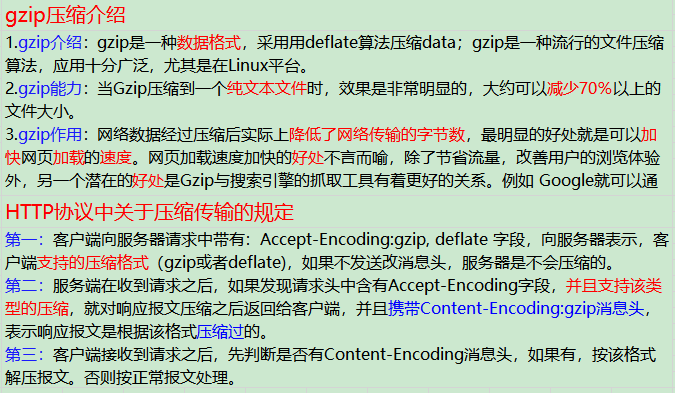 gzip压缩介绍
1.gzip介绍：gzip是一种数据格式，采用用deflate算法压缩data；gzip是一种流行的文件压缩
算法，应用十分广泛，尤其是在Linux平台。
2.gzip能力：当Gzip压缩到一个纯文本文件时，效果是非常明显的，大约可以减少70%以上的
文件大小。
3.gzip作用：网络数据经过压缩后实际上降低了网络传输的字节数，最明显的好处就是可以加
快网页加载的速度。网页加载速度加快的好处不言而喻，除了节省流量，改善用户的浏览体验
外，另一个潜在的好处是Gzip与搜索引擎的抓取工具有着更好的关系。例如 Google就可以通
HTTP协议中关于压缩传输的规定
第一：客户端向服务器请求中带有：Accept-Encoding:gzip, deflate 字段，向服务器表示，客
户端支持的压缩格式（gzip或者deflate)，如果不发送改消息头，服务器是不会压缩的。
第二：服务端在收到请求之后，如果发现请求头中含有Accept-Encoding字段，并且支持该类
型的压缩，就对响应报文压缩之后返回给客户端，并且携带Content-Encoding:gzip消息头，
表示响应报文是根据该格式压缩过的。
第三：客户端接收到请求之后，先判断是否有Content-Encoding消息头，如果有，按该格式
解压报文。否则按正常报文处理。